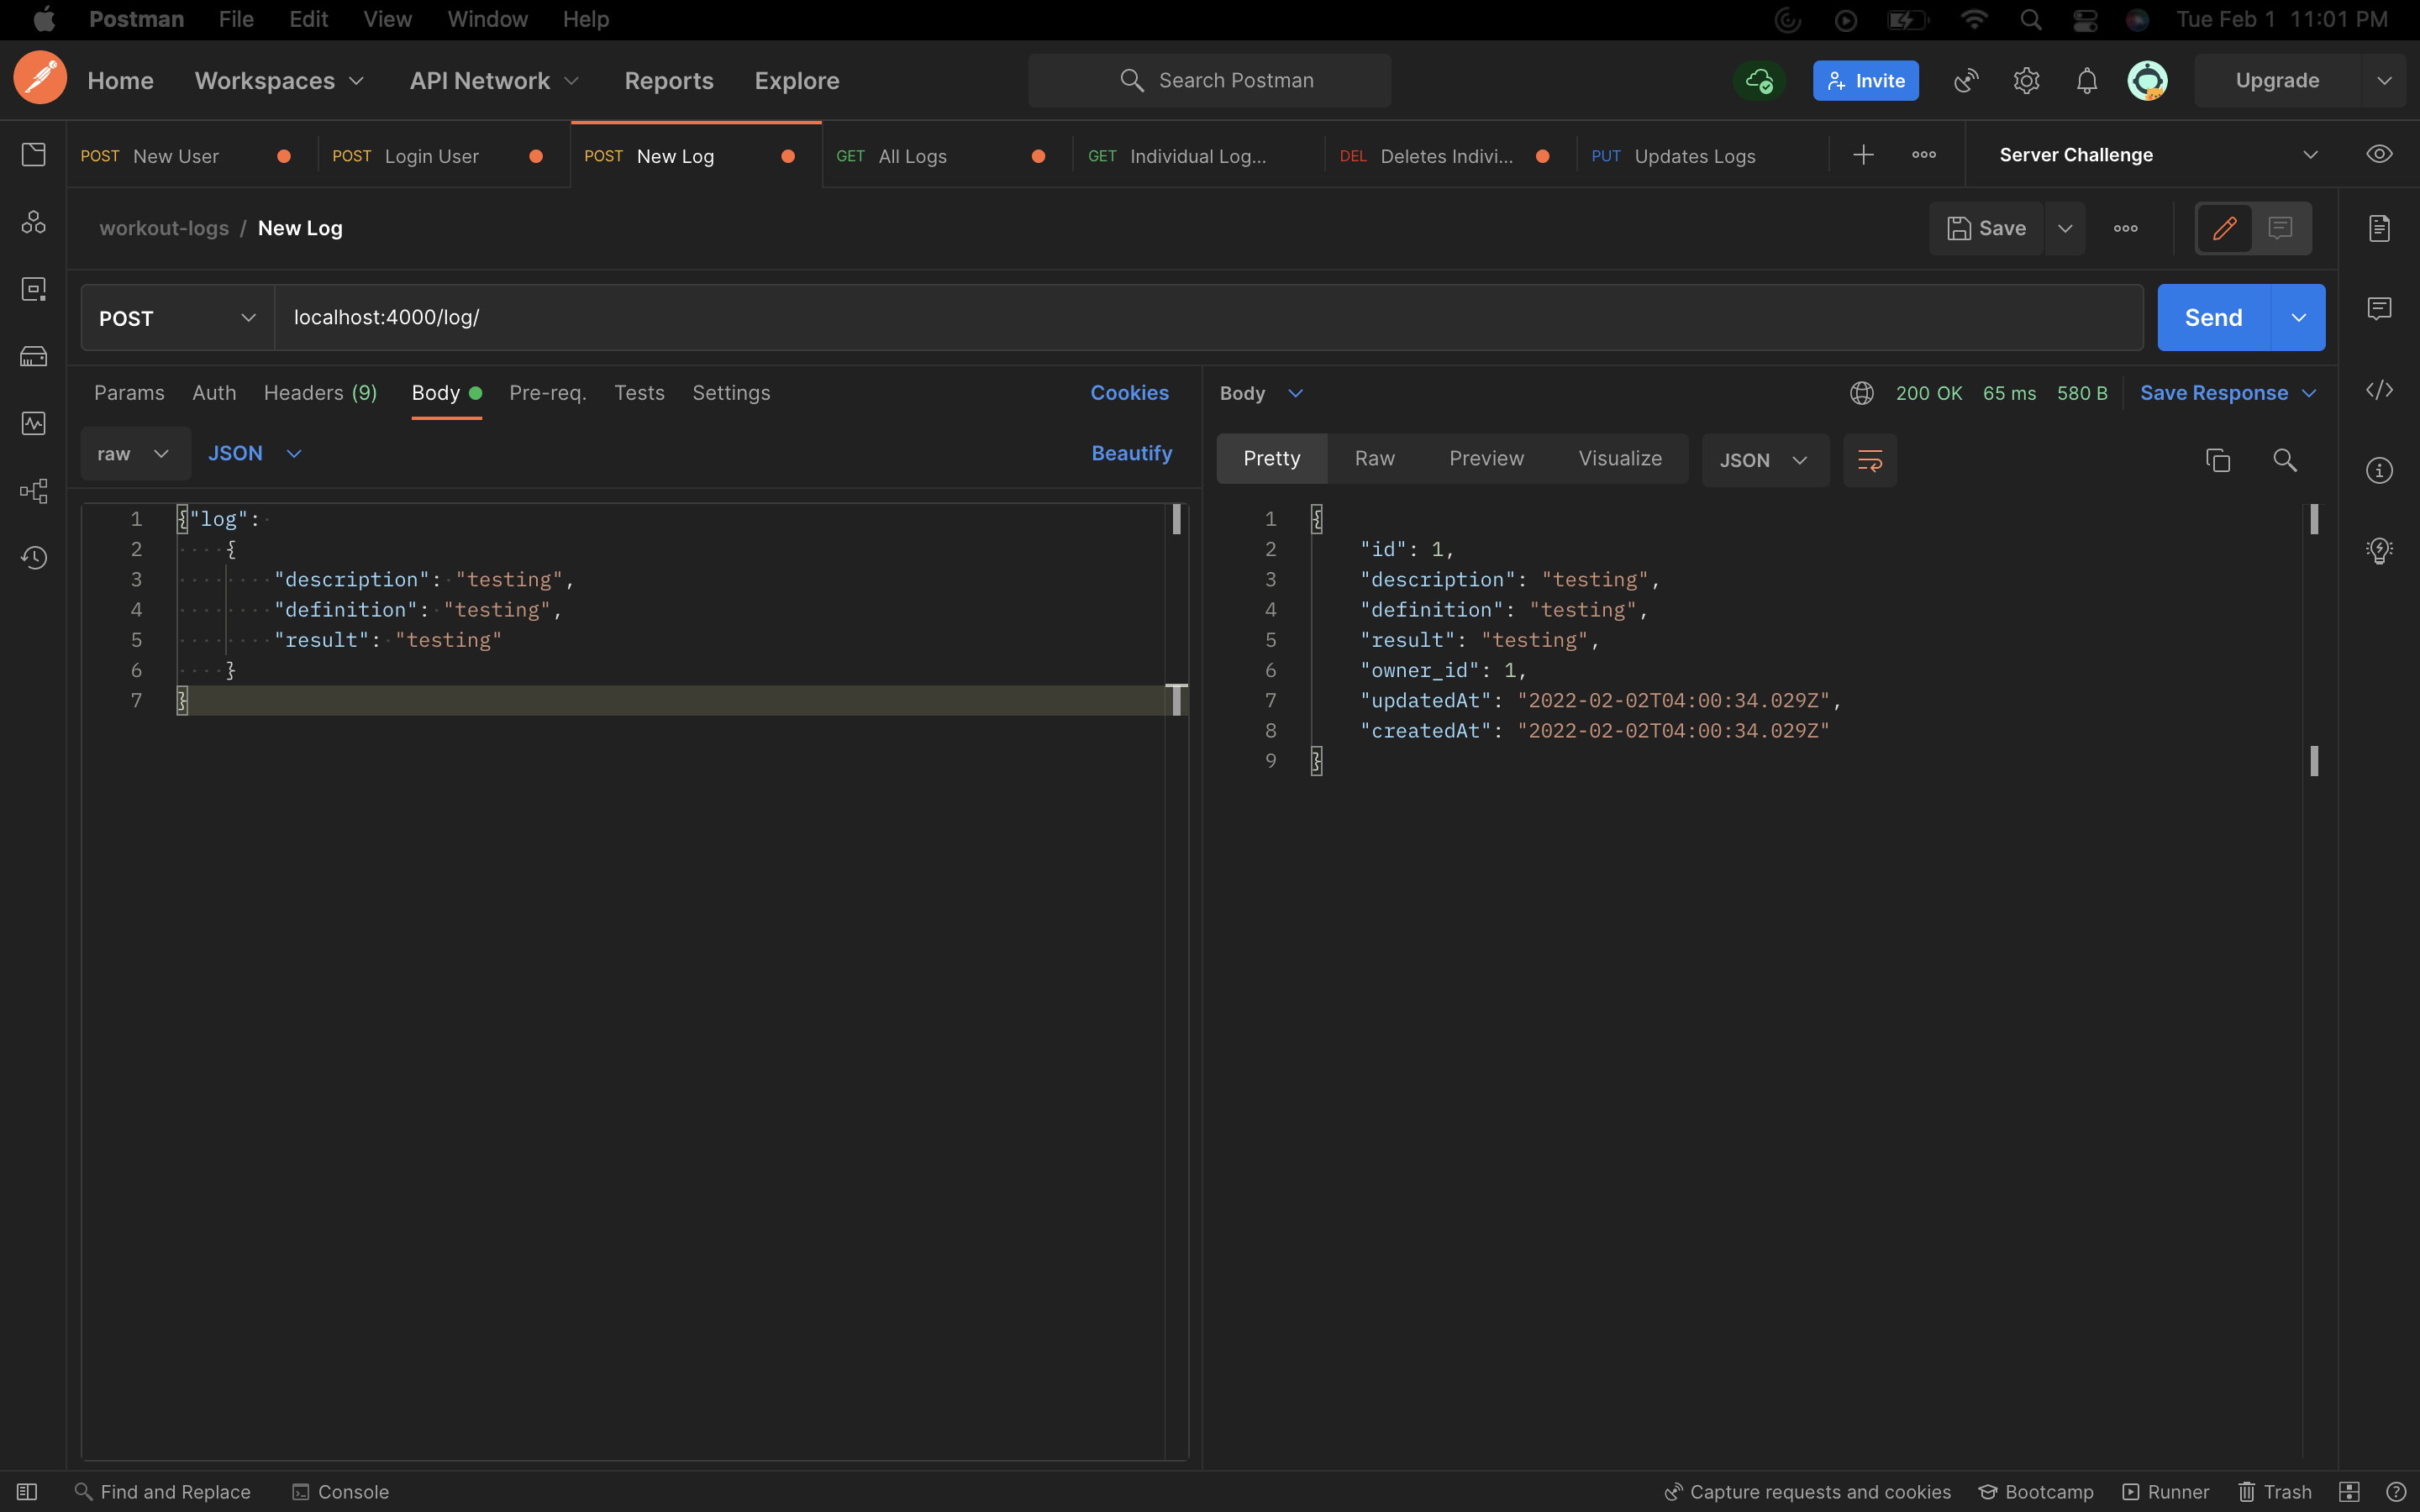 Postman File Edit View Window Help Tue Feb 1 11:01 PM
Home Workspaces API Network Reports Explore Search Postman Invite Upgrade
POST New User POST Login User POST New Log GET All Logs GET Individual Log... DEL Deletes Indivi... PUT Updates Logs Server Challenge
workout-logs / New Log Save
POST localhost:4000/log/ Send
Params Auth Headers (9) Body Pre-req. Tests Settings Cookies
raw JSON Beautify
1 {"log":
2 {
3 "description": "testing",
4 "definition": "testing",
5 "result": "testing"
6 }
7 }
Body 200 OK 65 ms 580 B Save Response
Pretty Raw Preview Visualize JSON
1 {
2 "id": 1,
3 "description": "testing",
4 "definition": "testing",
5 "result": "testing",
6 "owner_id": 1,
7 "updatedAt": "2022-02-02T04:00:34.029Z",
8 "createdAt": "2022-02-02T04:00:34.029Z"
9 }
Find and Replace Console Capture requests and cookies Bootcamp Runner Trash